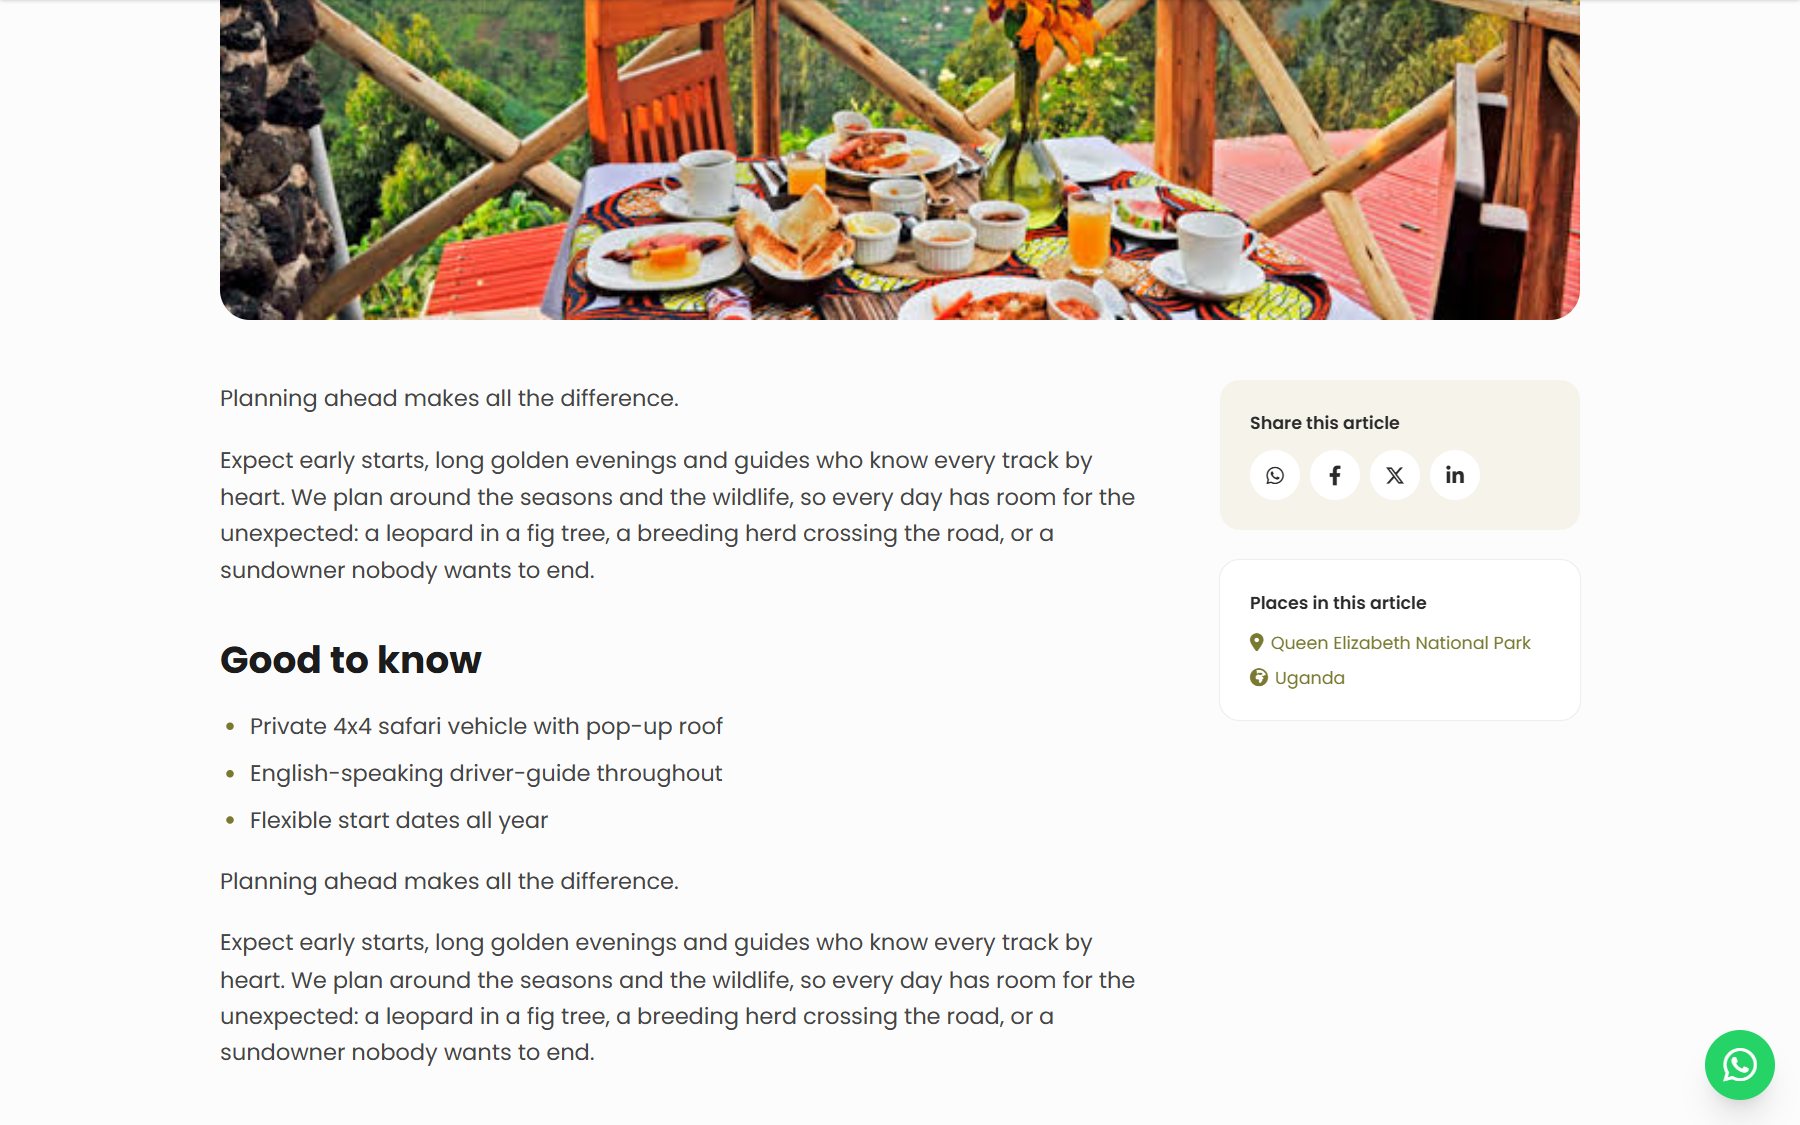 Planning ahead makes all the difference.
Expect early starts, long golden evenings and guides who know every track by
heart. We plan around the seasons and the wildlife, so every day has room for the
unexpected: a leopard in a fig tree, a breeding herd crossing the road, or a
sundowner nobody wants to end.
Good to know
Private 4x4 safari vehicle with pop-up roof
English-speaking driver-guide throughout
Flexible start dates all year
Planning ahead makes all the difference.
Expect early starts, long golden evenings and guides who know every track by
heart. We plan around the seasons and the wildlife, so every day has room for the
unexpected: a leopard in a fig tree, a breeding herd crossing the road, or a
sundowner nobody wants to end.
Share this article
Places in this article
Queen Elizabeth National Park
Uganda